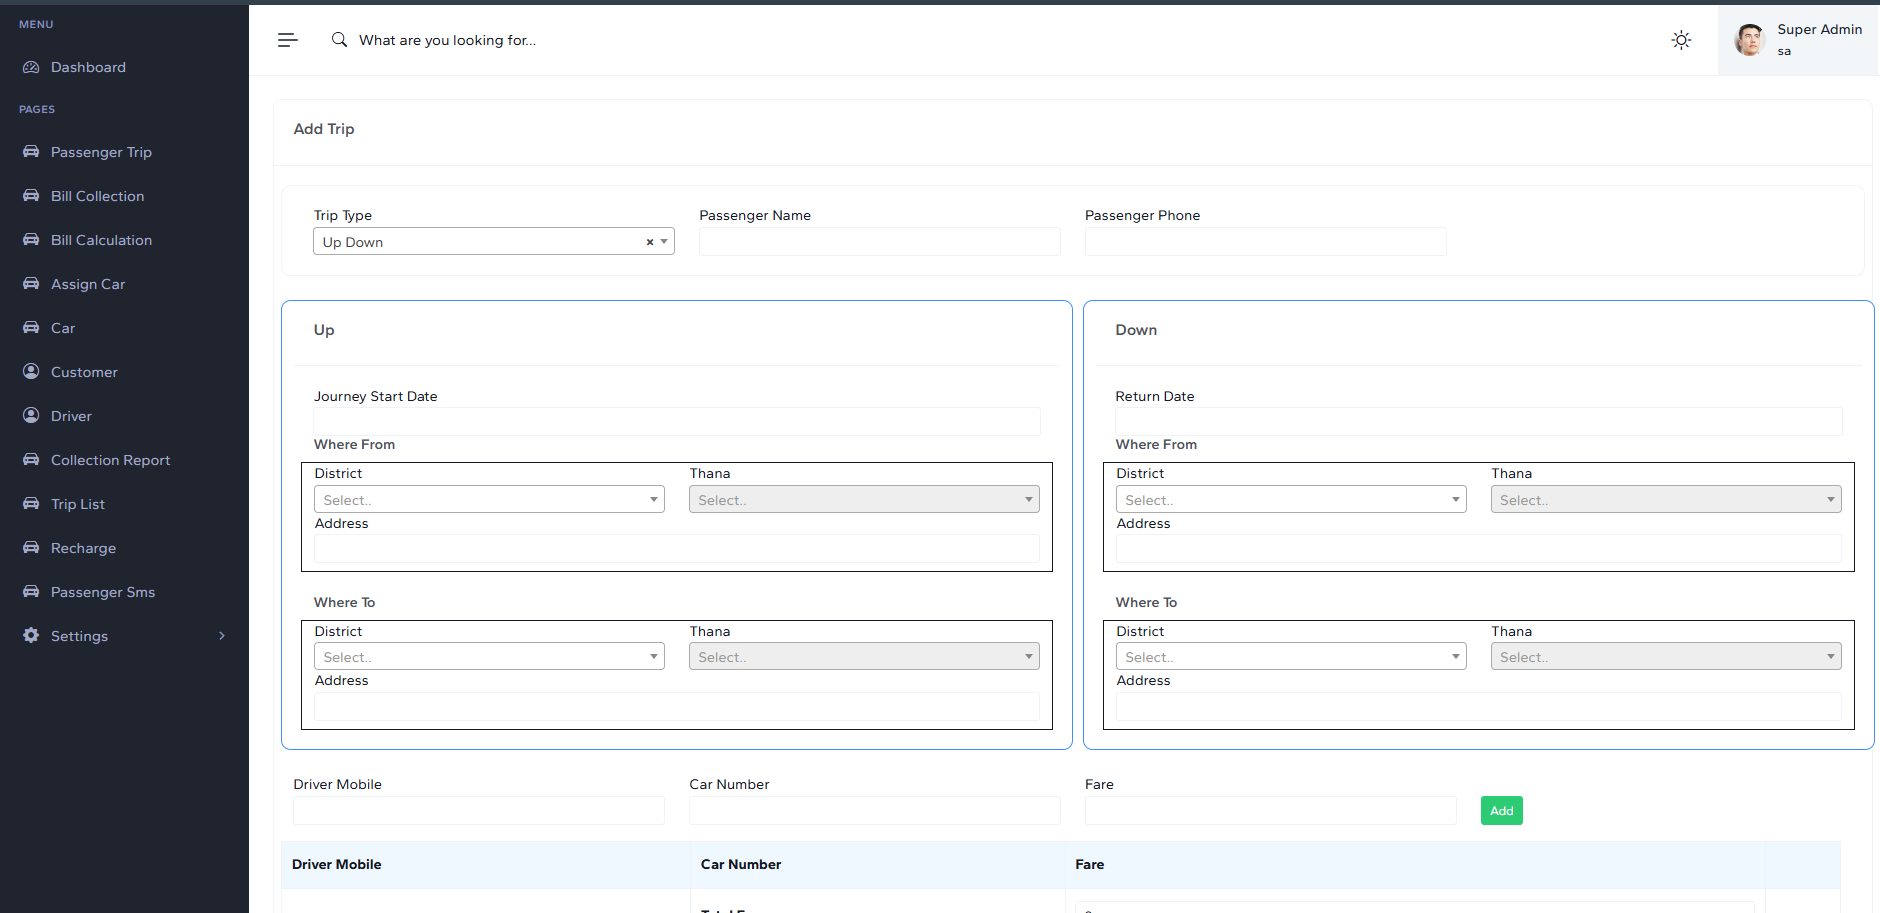 MENU
Dashboard
PAGES
Passenger Trip
Bill Collection
Bill Calculation
Assign Car
Car
Customer
Driver
Collection Report
Trip List
Recharge
Passenger Sms
Settings
What are you looking for...
Super Admin
sa
Add Trip
Trip Type Passenger Name Passenger Phone
Up Down × 
Up
Journey Start Date
Where From
District Thana
Select.. Select..
Address
Where To
District Thana
Select.. Select..
Address
Down
Return Date
Where From
District Thana
Select.. Select..
Address
Where To
District Thana
Select.. Select..
Address
Driver Mobile Car Number Fare
Add
Driver Mobile Car Number Fare